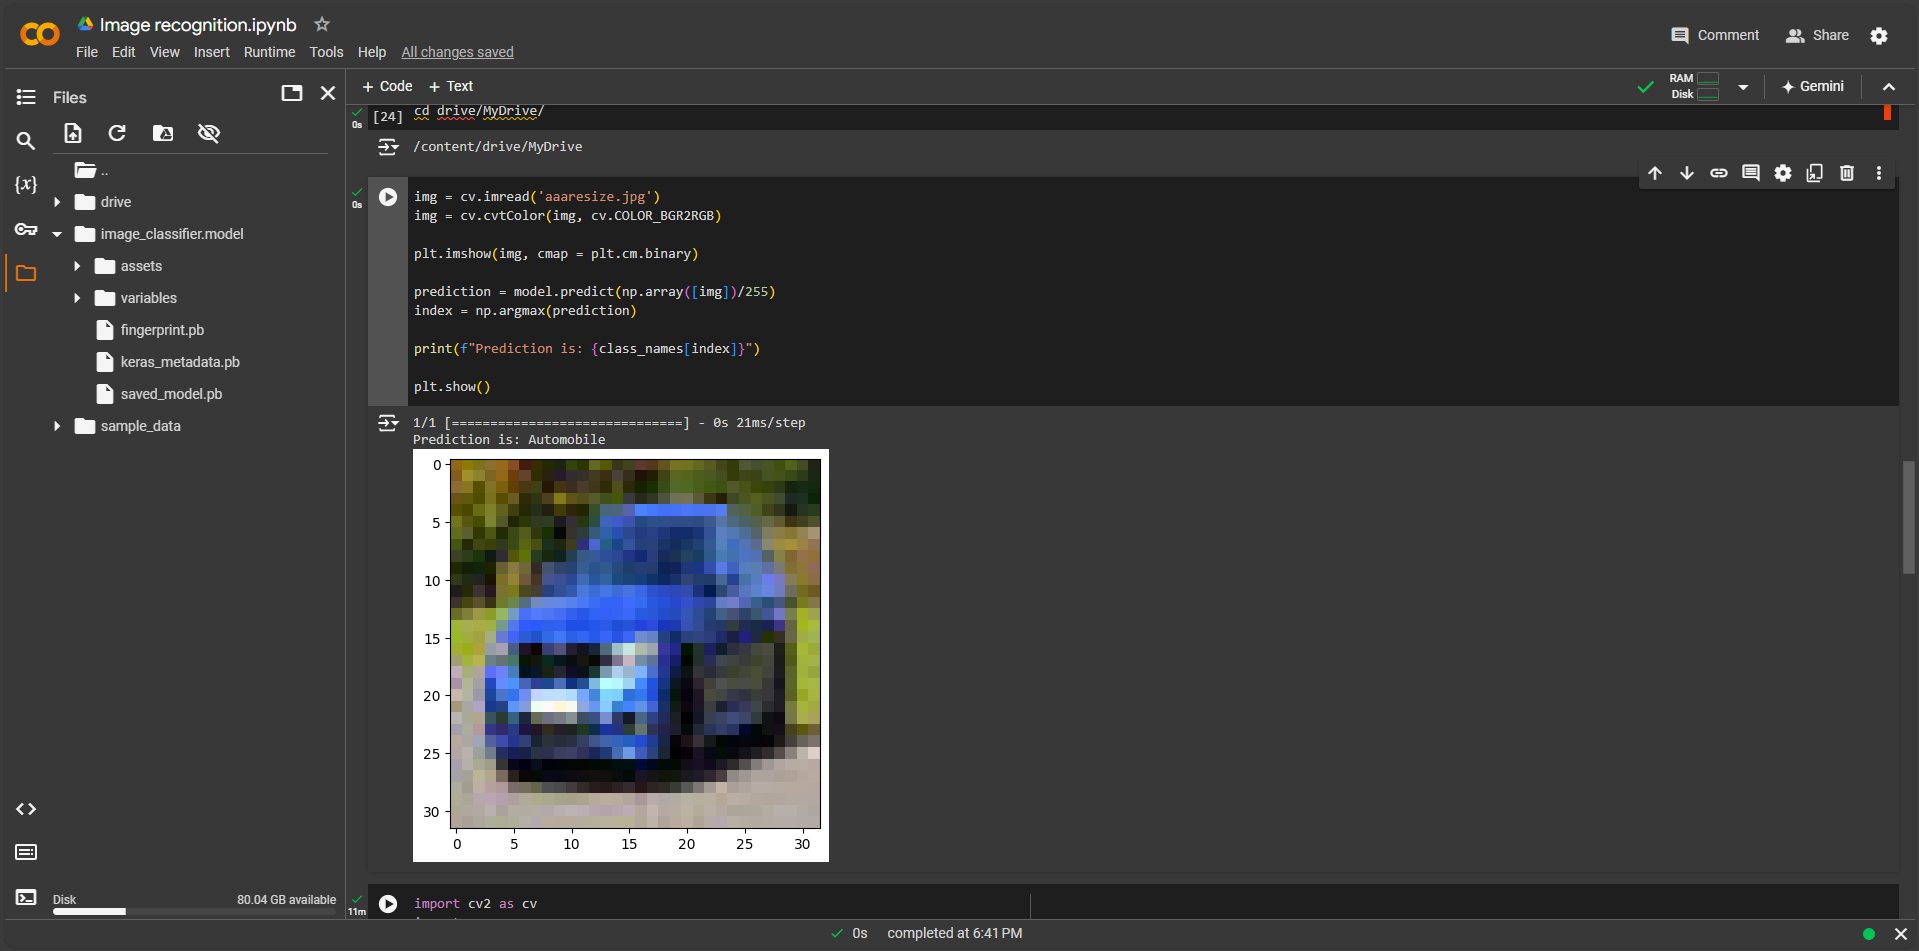 Image recognition.ipynb
File Edit View Insert Runtime Tools Help All changes saved
Comment Share
Files
+ Code + Text
RAM
Disk
Gemini
..
drive
image_classifier.model
assets
variables
fingerprint.pb
keras_metadata.pb
saved_model.pb
sample_data
{x}
Disk 80.04 GB available
0s
[24] cd drive/MyDrive/
/content/drive/MyDrive
0s
img = cv.imread('aaaresize.jpg')
img = cv.cvtColor(img, cv.COLOR_BGR2RGB)
plt.imshow(img, cmap = plt.cm.binary)
prediction = model.predict(np.array([img])/255)
index = np.argmax(prediction)
print(f"Prediction is: {class_names[index]}")
plt.show()
1/1 [==============================] - 0s 21ms/step
Prediction is: Automobile
0
5
10
15
20
25
30
0 5 10 15 20 25 30
11m
import cv2 as cv
0s completed at 6:41 PM